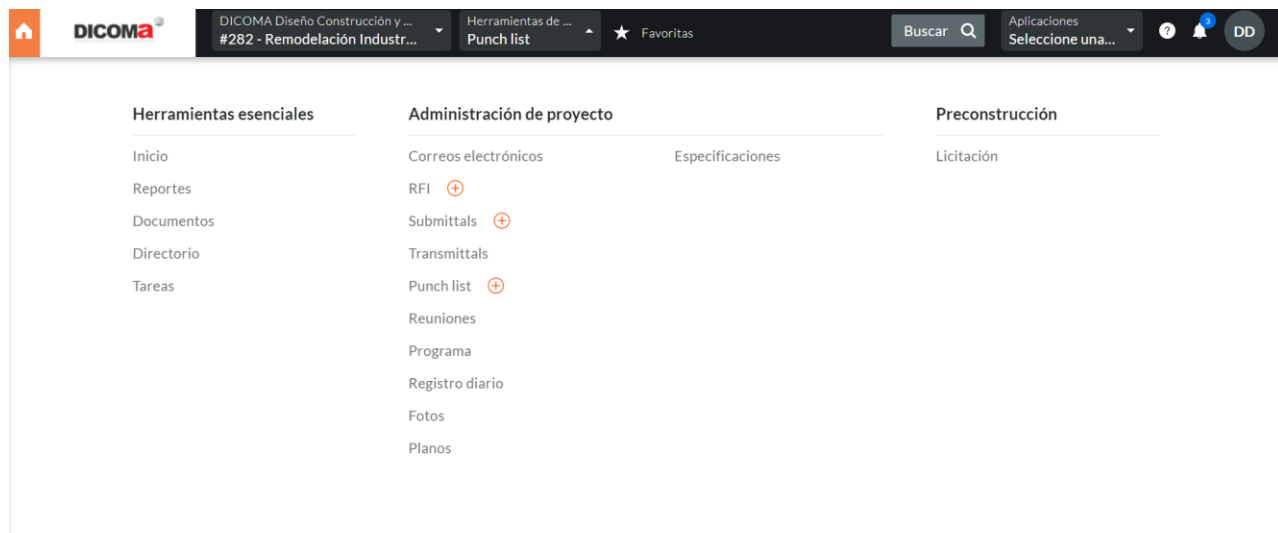 DICOMA
DICOMA Diseño Construcción y ...
#282 - Remodelación Industr...
Herramientas de ...
Punch list
Favoritas
Buscar
Aplicaciones
Seleccione una...
?
3
DD
Herramientas esenciales
Inicio
Reportes
Documentos
Directorio
Tareas
Administración de proyecto
Correos electrónicos
RFI
Submittals
Transmittals
Punch list
Reuniones
Programa
Registro diario
Fotos
Planos
Especificaciones
Preconstrucción
Licitación